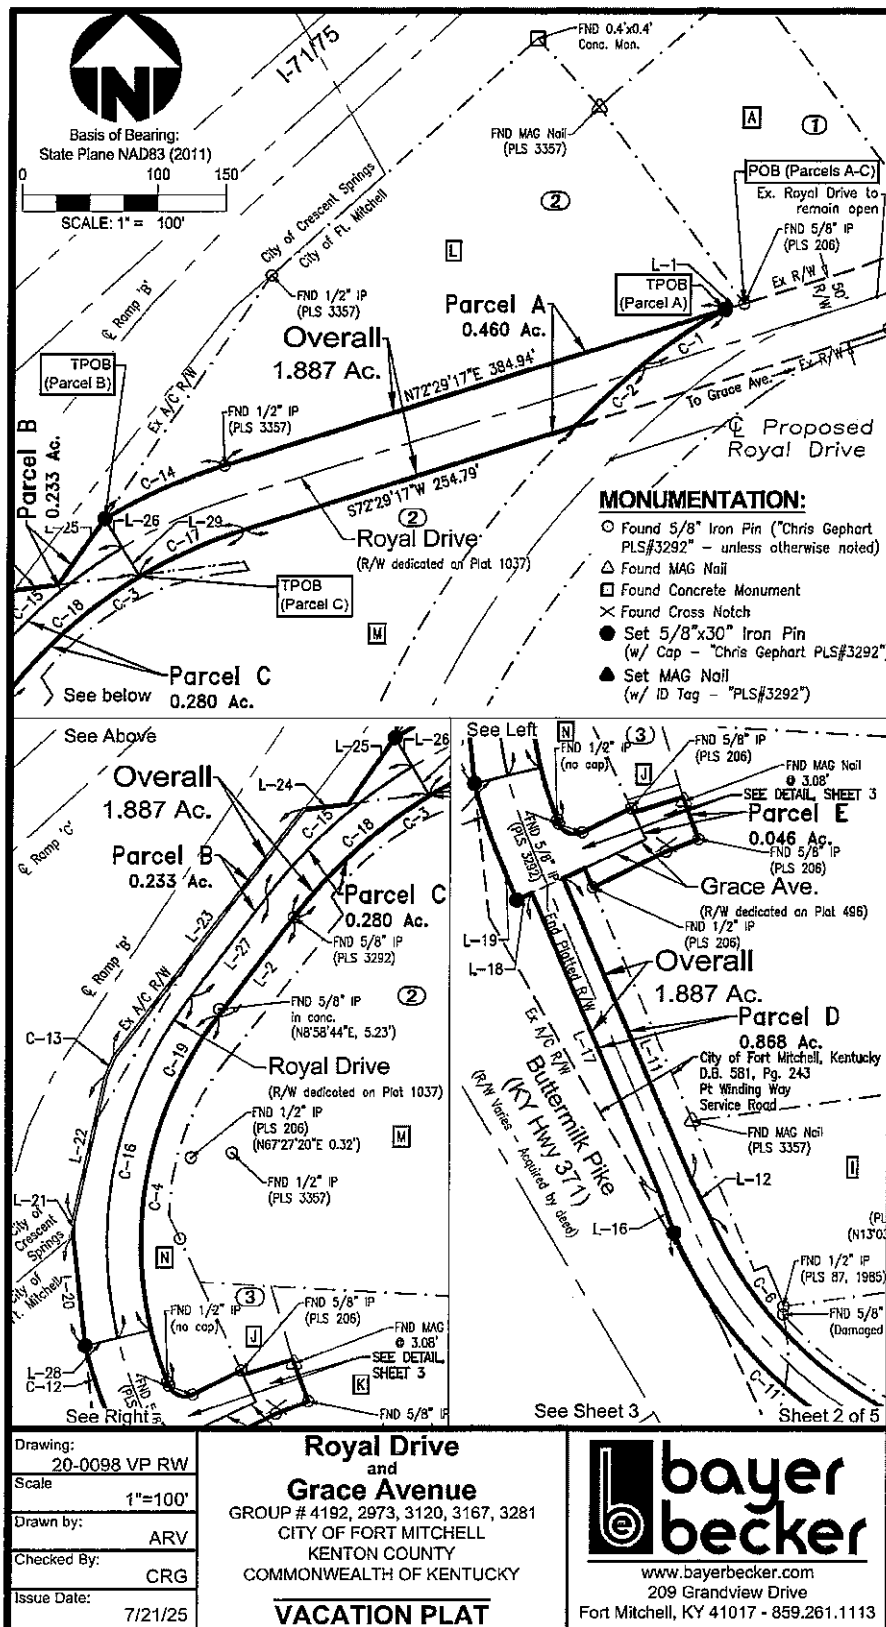 I-71/75
FND 0.4'x0.4'
Conc. Mon.
N
Basis of Bearing:
State Plane NAD83 (2011)
0 100 150
SCALE: 1" = 100'
FND MAG Nail
(PLS 3357)
A
1
POB (Parcels A-C)
Ex. Royal Drive to
remain open
FND 5/8" IP
(PLS 206)
2
City of Crescent Springs
City of Ft. Mitchell
L
L-1
TPOB
(Parcel A)
Ex R/W
50'
R/W
FND 1/2" IP
(PLS 3357)
℄ Ramp 'B'
Parcel A
0.460 Ac.
Overall
1.887 Ac.
N72°29'17"E 384.94'
C-1
C-2
To Grace Ave.
Ex R/W
TPOB
(Parcel B)
Ex A/C R/W
FND 1/2" IP
(PLS 3357)
℄ Proposed
Royal Drive
Parcel B
0.233 Ac.
C-14
S72°29'17"W 254.79'
L-25
L-26
L-29
C-17
2
Royal Drive
(R/W dedicated on Plat 1037)
C-15
C-18
C-3
TPOB
(Parcel C)
M
Parcel C
0.280 Ac.
See below
MONUMENTATION:
Found 5/8" Iron Pin ("Chris Gephart
PLS#3292" - unless otherwise noted)
Found MAG Nail
Found Concrete Monument
Found Cross Notch
Set 5/8"x30" Iron Pin
(w/ Cap - "Chris Gephart PLS#3292")
Set MAG Nail
(w/ ID Tag - "PLS#3292")
See Above
L-25
L-26
L-24
Overall
1.887 Ac.
C-15
C-18
C-3
℄ Ramp 'C'
Parcel B
0.233 Ac.
Parcel C
0.280 Ac.
L-23
L-27
L-2
FND 5/8" IP
(PLS 3292)
℄ Ramp 'B'
Ex A/C R/W
2
FND 5/8" IP
in conc.
(N8°58'44"E, 5.23')
C-13
C-19
Royal Drive
(R/W dedicated on Plat 1037)
FND 1/2" IP
(PLS 206)
(N67°27'20"E 0.32')
M
L-22
C-16
C-4
FND 1/2" IP
(PLS 3357)
L-21
City of
Crescent
Springs
City of
Ft. Mitchell
N
L-20
FND 1/2" IP
(no cap)
3
FND 5/8" IP
(PLS 206)
J
FND MAG
@ 3.08'
SEE DETAIL,
SHEET 3
L-28
C-12
K
FND 5/8" IP
See Right
See Left
N
FND 1/2" IP
(no cap)
3
FND 5/8" IP
(PLS 206)
J
FND MAG Nail
@ 3.08'
SEE DETAIL, SHEET 3
Parcel E
0.046 Ac.
FND 5/8" IP
(PLS 3292)
FND 5/8" IP
(PLS 206)
Grace Ave.
(R/W dedicated on Plat 496)
FND 1/2" IP
(PLS 206)
L-19
L-18
End Platted R/W
Overall
1.887 Ac.
Parcel D
0.868 Ac.
Ex A/C R/W
L-17
L-11
City of Fort Mitchell, Kentucky
D.B. 581, Pg. 243
Pt Winding Way
Service Road
Buttermilk Pike
(KY Hwy 371)
(R/W Varies - Acquired by deed)
FND MAG Nail
(PLS 3357)
L-12
I
L-16
FND 1/2" IP
(PLS 87, 1985)
C-6
FND 5/8"
(Damaged
C-11
See Sheet 3
Sheet 2 of 5
Drawing:
20-0098 VP RW
Scale
1"=100'
Drawn by:
ARV
Checked By:
CRG
Issue Date:
7/21/25
Royal Drive
and
Grace Avenue
GROUP # 4192, 2973, 3120, 3167, 3281
CITY OF FORT MITCHELL
KENTON COUNTY
COMMONWEALTH OF KENTUCKY
VACATION PLAT
bayer
becker
www.bayerbecker.com
209 Grandview Drive
Fort Mitchell, KY 41017 - 859.261.1113